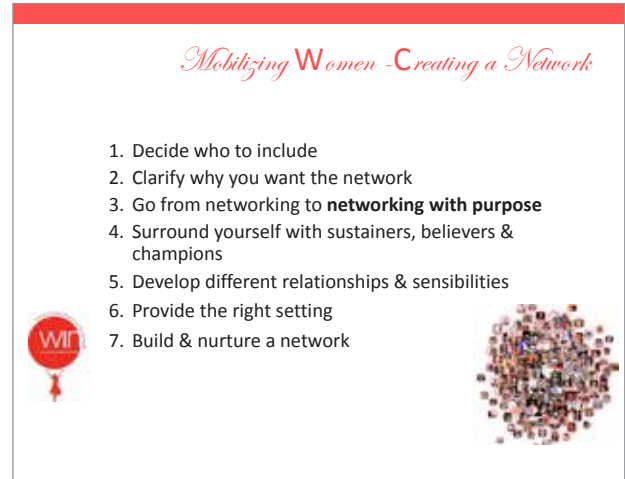 Mobilizing Women -Creating a Network
1. Decide who to include
2. Clarify why you want the network
3. Go from networking to networking with purpose
4. Surround yourself with sustainers, believers &
champions
5. Develop different relationships & sensibilities
6. Provide the right setting
WIN
7. Build & nurture a network